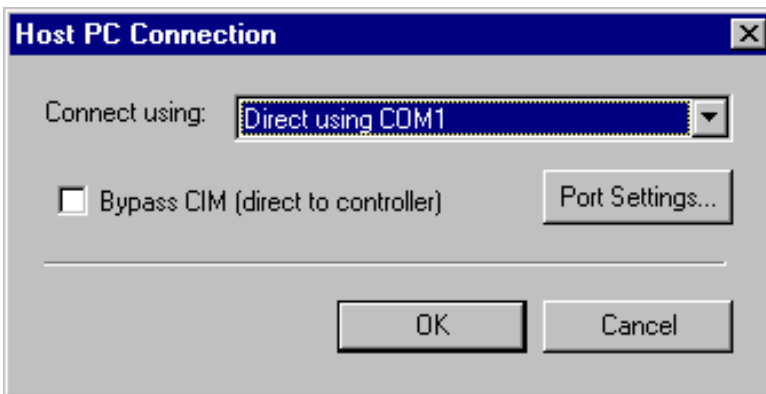 Host PC Connection
Connect using: Direct using COM1
Bypass CIM (direct to controller) Port Settings...
OK Cancel